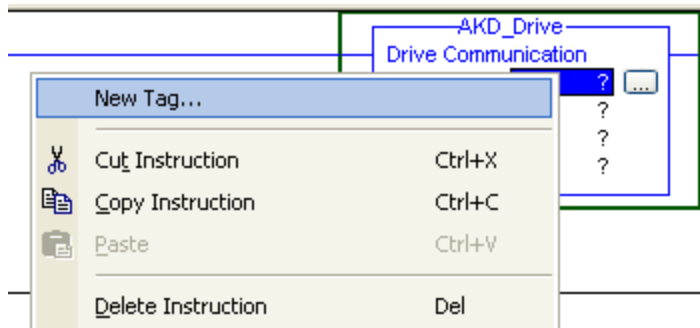 AKD_Drive
Drive Communication
? ...
?
?
?
New Tag...
Cut Instruction Ctrl+X
Copy Instruction Ctrl+C
Paste Ctrl+V
Delete Instruction Del